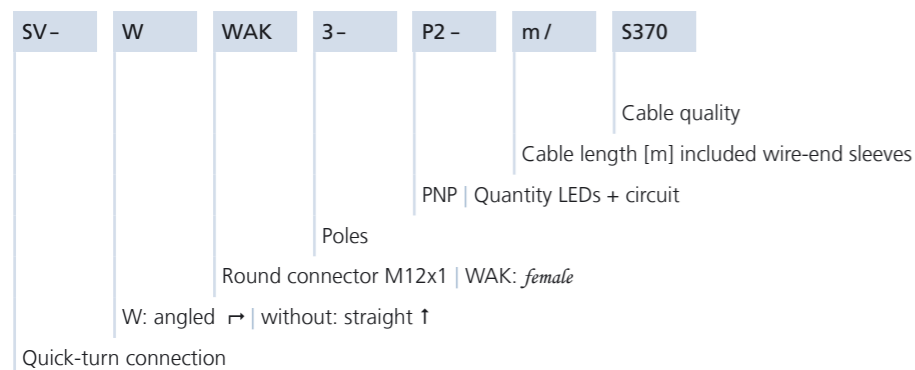 SV- W WAK 3- P2- m/ S370
Cable quality
Cable length [m] included wire-end sleeves
PNP | Quantity LEDs + circuit
Poles
Round connector M12x1 | WAK: female
W: angled ↱ | without: straight ↑
Quick-turn connection